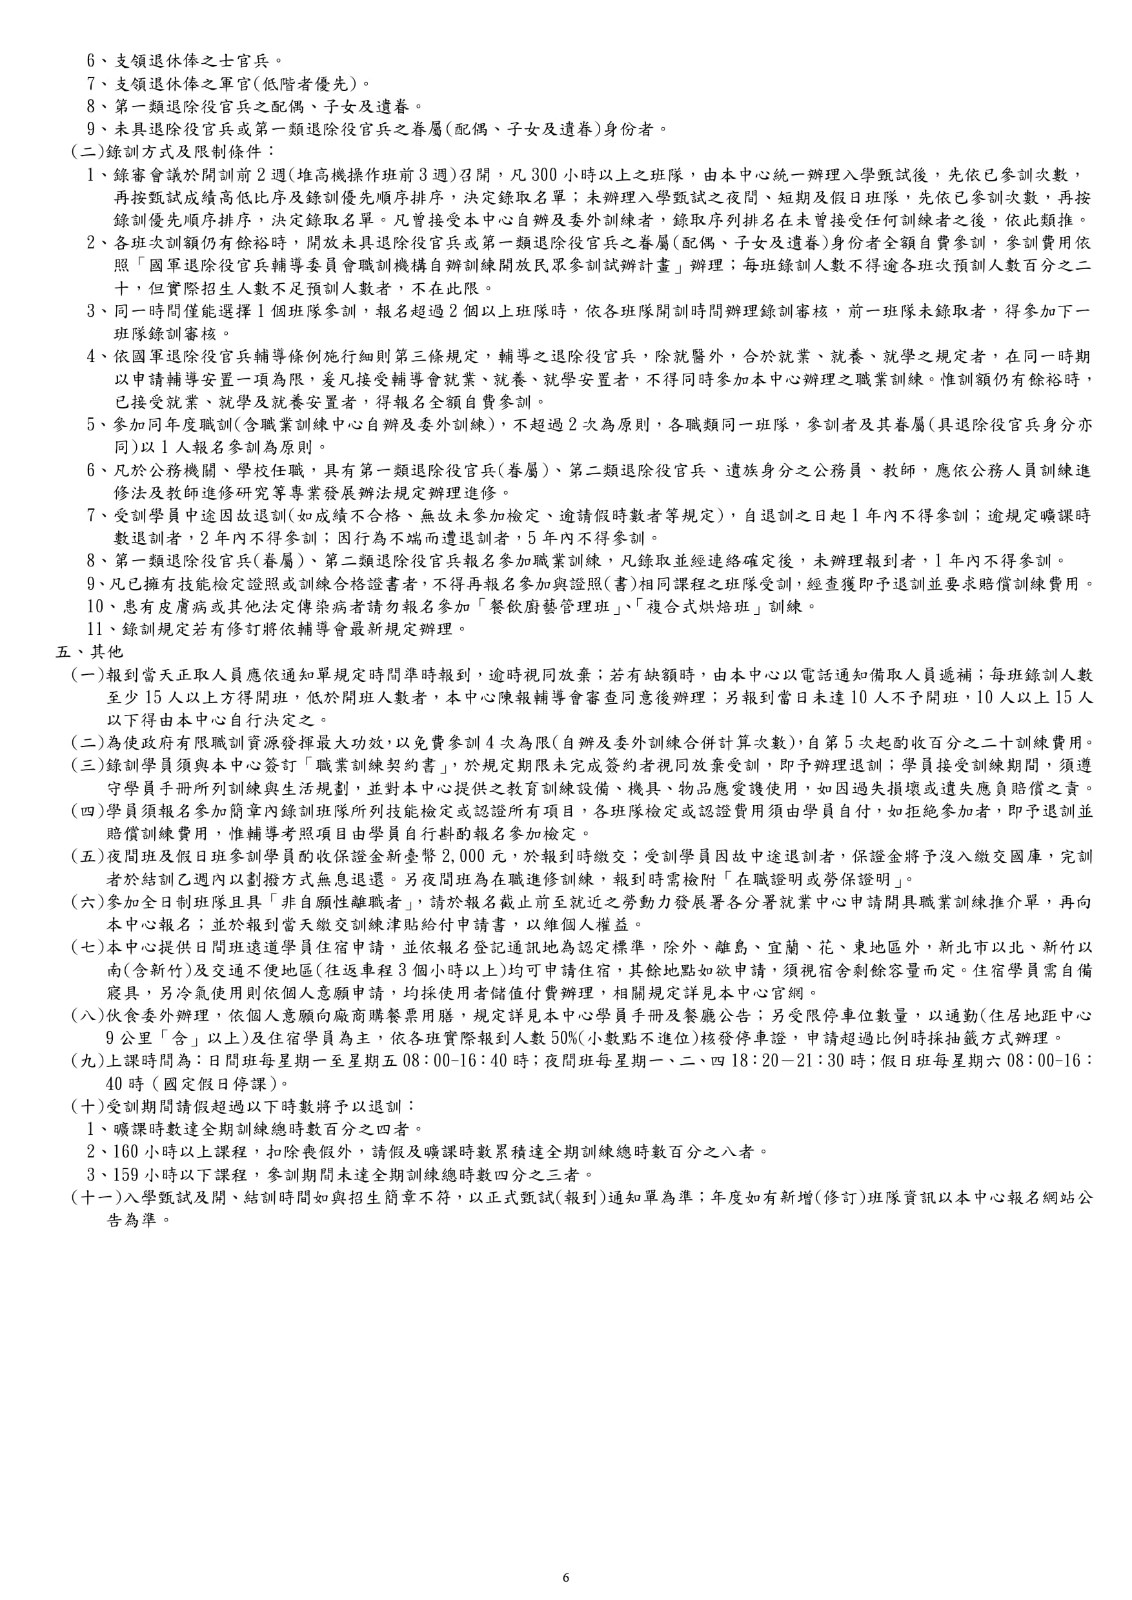 6、支領退休俸之士官兵。
7、支領退休俸之軍官(低階者優先)。
8、第一類退除役官兵之配偶、子女及遺眷。
9、未具退除役官兵或第一類退除役官兵之眷屬(配偶、子女及遺眷)身份者。
(二)錄訓方式及限制條件：
1、錄審會議於開訓前 2 週(堆高機操作班前 3 週)召開，凡 300 小時以上之班隊，由本中心統一辦理入學甄試後，先依已參訓次數，
再按甄試成績高低比序及錄訓優先順序排序，決定錄取名單；未辦理入學甄試之夜間、短期及假日班隊，先依已參訓次數，再按
錄訓優先順序排序，決定錄取名單。凡曾接受本中心自辦及委外訓練者，錄取序列排名在未曾接受任何訓練者之後，依此類推。
2、各班次訓額仍有餘裕時，開放未具退除役官兵或第一類退除役官兵之眷屬(配偶、子女及遺眷)身份者全額自費參訓，參訓費用依
照「國軍退除役官兵輔導委員會職訓機構自辦訓練開放民眾參訓試辦計畫」辦理；每班錄訓人數不得逾各班次預訓人數百分之二
十，但實際招生人數不足預訓人數者，不在此限。
3、同一時間僅能選擇 1 個班隊參訓，報名超過 2 個以上班隊時，依各班隊開訓時間辦理錄訓審核，前一班隊未錄取者，得參加下一
班隊錄訓審核。
4、依國軍退除役官兵輔導條例施行細則第三條規定，輔導之退除役官兵，除就醫外，合於就業、就養、就學之規定者，在同一時期
以申請輔導安置一項為限，爰凡接受輔導會就業、就養、就學安置者，不得同時參加本中心辦理之職業訓練。惟訓額仍有餘裕時，
已接受就業、就學及就養安置者，得報名全額自費參訓。
5、參加同年度職訓(含職業訓練中心自辦及委外訓練)，不超過 2 次為原則，各職類同一班隊，參訓者及其眷屬(具退除役官兵身分亦
同)以 1 人報名參訓為原則。
6、凡於公務機關、學校任職，具有第一類退除役官兵(眷屬)、第二類退除役官兵、遺族身分之公務員、教師，應依公務人員訓練進
修法及教師進修研究等專業發展辦法規定辦理進修。
7、受訓學員中途因故退訓(如成績不合格、無故未參加檢定、逾請假時數者等規定)，自退訓之日起 1 年內不得參訓；逾規定曠課時
數退訓者，2 年內不得參訓；因行為不端而遭退訓者，5 年內不得參訓。
8、第一類退除役官兵(眷屬)、第二類退除役官兵報名參加職業訓練，凡錄取並經連絡確定後，未辦理報到者，1 年內不得參訓。
9、凡已擁有技能檢定證照或訓練合格證書者，不得再報名參加與證照(書)相同課程之班隊受訓，經查獲即予退訓並要求賠償訓練費用。
10、患有皮膚病或其他法定傳染病者請勿報名參加「餐飲廚藝管理班」、「複合式烘焙班」訓練。
11、錄訓規定若有修訂將依輔導會最新規定辦理。
五、其他
(一)報到當天正取人員應依通知單規定時間準時報到，逾時視同放棄；若有缺額時，由本中心以電話通知備取人員遞補；每班錄訓人數
至少 15 人以上方得開班，低於開班人數者，本中心陳報輔導會審查同意後辦理；另報到當日未達 10 人不予開班，10 人以上 15 人
以下得由本中心自行決定之。
(二)為使政府有限職訓資源發揮最大功效，以免費參訓 4 次為限(自辦及委外訓練合併計算次數)，自第 5 次起酌收百分之二十訓練費用。
(三)錄訓學員須與本中心簽訂「職業訓練契約書」，於規定期限未完成簽約者視同放棄受訓，即予辦理退訓；學員接受訓練期間，須遵
守學員手冊所列訓練與生活規劃，並對本中心提供之教育訓練設備、機具、物品應愛護使用，如因過失損壞或遺失應負賠償之責。
(四)學員須報名參加簡章內錄訓班隊所列技能檢定或認證所有項目，各班隊檢定或認證費用須由學員自付，如拒絕參加者，即予退訓並
賠償訓練費用，惟輔導考照項目由學員自行斟酌報名參加檢定。
(五)夜間班及假日班參訓學員酌收保證金新臺幣 2,000 元，於報到時繳交；受訓學員因故中途退訓者，保證金將予沒入繳交國庫，完訓
者於結訓乙週內以劃撥方式無息退還。另夜間班為在職進修訓練，報到時需檢附「在職證明或勞保證明」。
(六)參加全日制班隊且具「非自願性離職者」，請於報名截止前至就近之勞動力發展署各分署就業中心申請開具職業訓練推介單，再向
本中心報名；並於報到當天繳交訓練津貼給付申請書，以維個人權益。
(七)本中心提供日間班遠道學員住宿申請，並依報名登記通訊地為認定標準，除外、離島、宜蘭、花、東地區外，新北市以北、新竹以
南(含新竹)及交通不便地區(往返車程 3 個小時以上)均可申請住宿，其餘地點如欲申請，須視宿舍剩餘容量而定。住宿學員需自備
寢具，另冷氣使用則依個人意願申請，均採使用者儲值付費辦理，相關規定詳見本中心官網。
(八)伙食委外辦理，依個人意願向廠商購餐票用膳，規定詳見本中心學員手冊及餐廳公告；另受限停車位數量，以通勤(住居地距中心
9 公里「含」以上)及住宿學員為主，依各班實際報到人數 50%(小數點不進位)核發停車證，申請超過比例時採抽籤方式辦理。
(九)上課時間為：日間班每星期一至星期五 08：00-16：40 時；夜間班每星期一、二、四 18：20－21：30 時；假日班每星期六 08：00-16：
40 時（國定假日停課）。
(十)受訓期間請假超過以下時數將予以退訓：
1、曠課時數達全期訓練總時數百分之四者。
2、160 小時以上課程，扣除喪假外，請假及曠課時數累積達全期訓練總時數百分之八者。
3、159 小時以下課程，參訓期間未達全期訓練總時數四分之三者。
(十一)入學甄試及開、結訓時間如與招生簡章不符，以正式甄試(報到)通知單為準；年度如有新增(修訂)班隊資訊以本中心報名網站公
告為準。
6